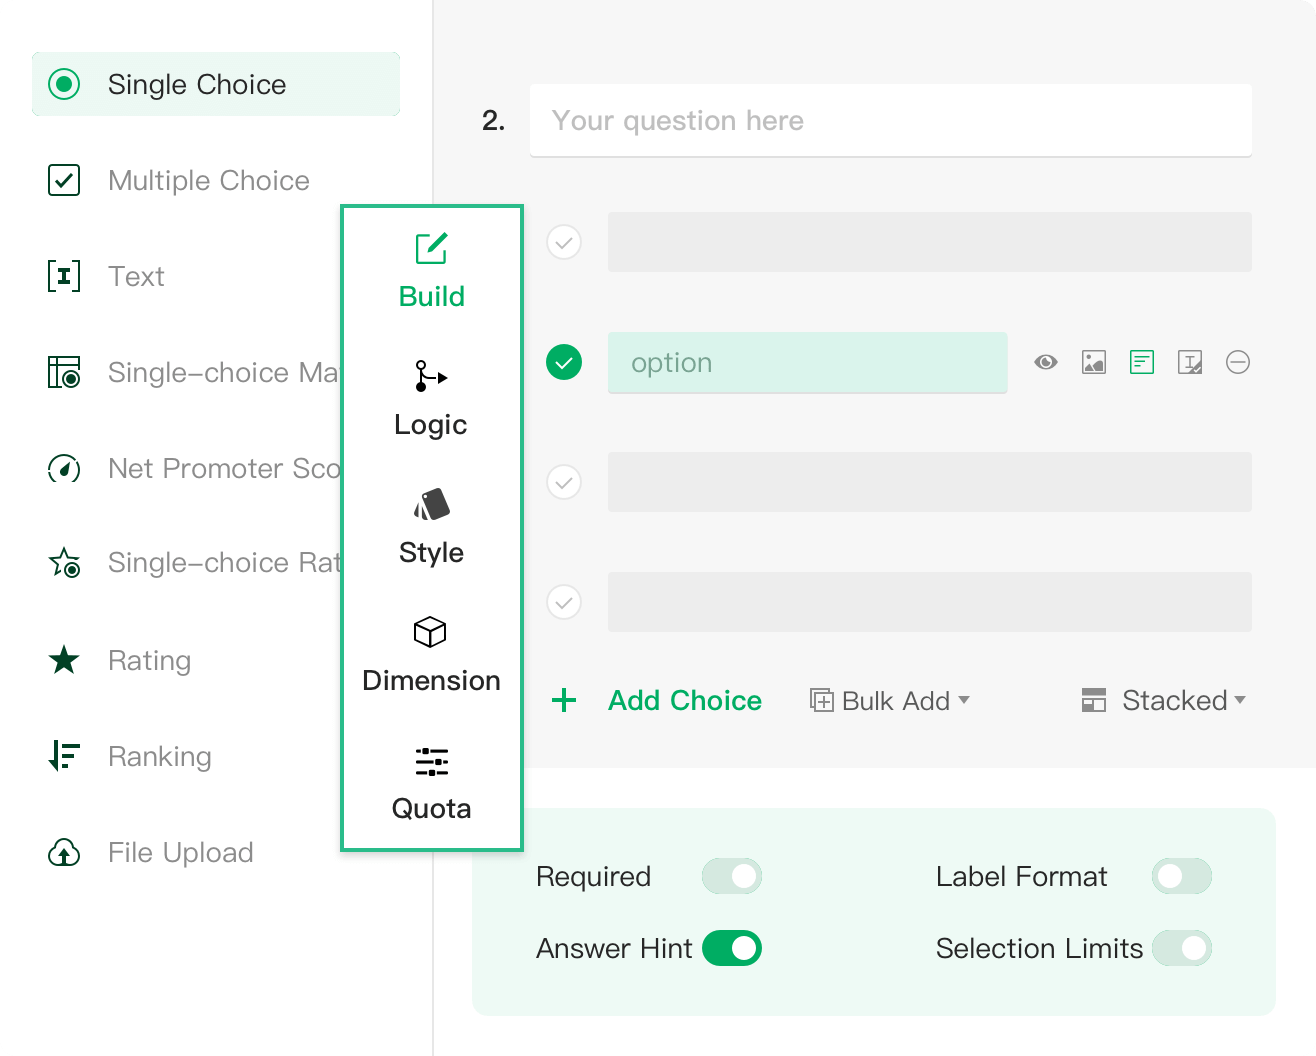 Single Choice
Multiple Choice
Text
Single-choice Ma
Net Promoter Sco
Single-choice Rat
Rating
Ranking
File Upload
Build
Logic
Style
Dimension
Quota
2. Your question here
option
Add Choice Bulk Add Stacked
Required Label Format
Answer Hint Selection Limits